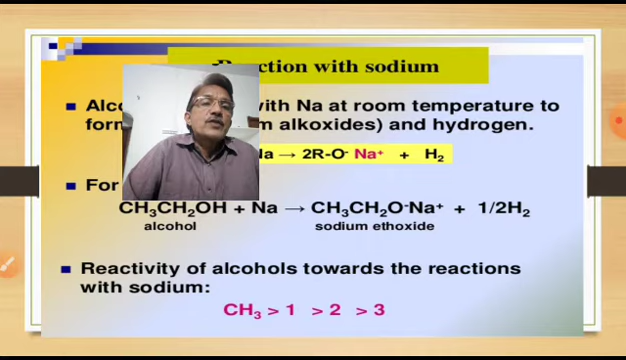 Reaction with sodium
Alco with Na at room temperature to
form m alkoxides) and hydrogen.
Na → 2R-O⁻ Na⁺ + H₂
For
CH₃CH₂OH + Na → CH₃CH₂O⁻Na⁺ + 1/2H₂
alcohol sodium ethoxide
Reactivity of alcohols towards the reactions
with sodium:
CH₃ > 1 > 2 > 3